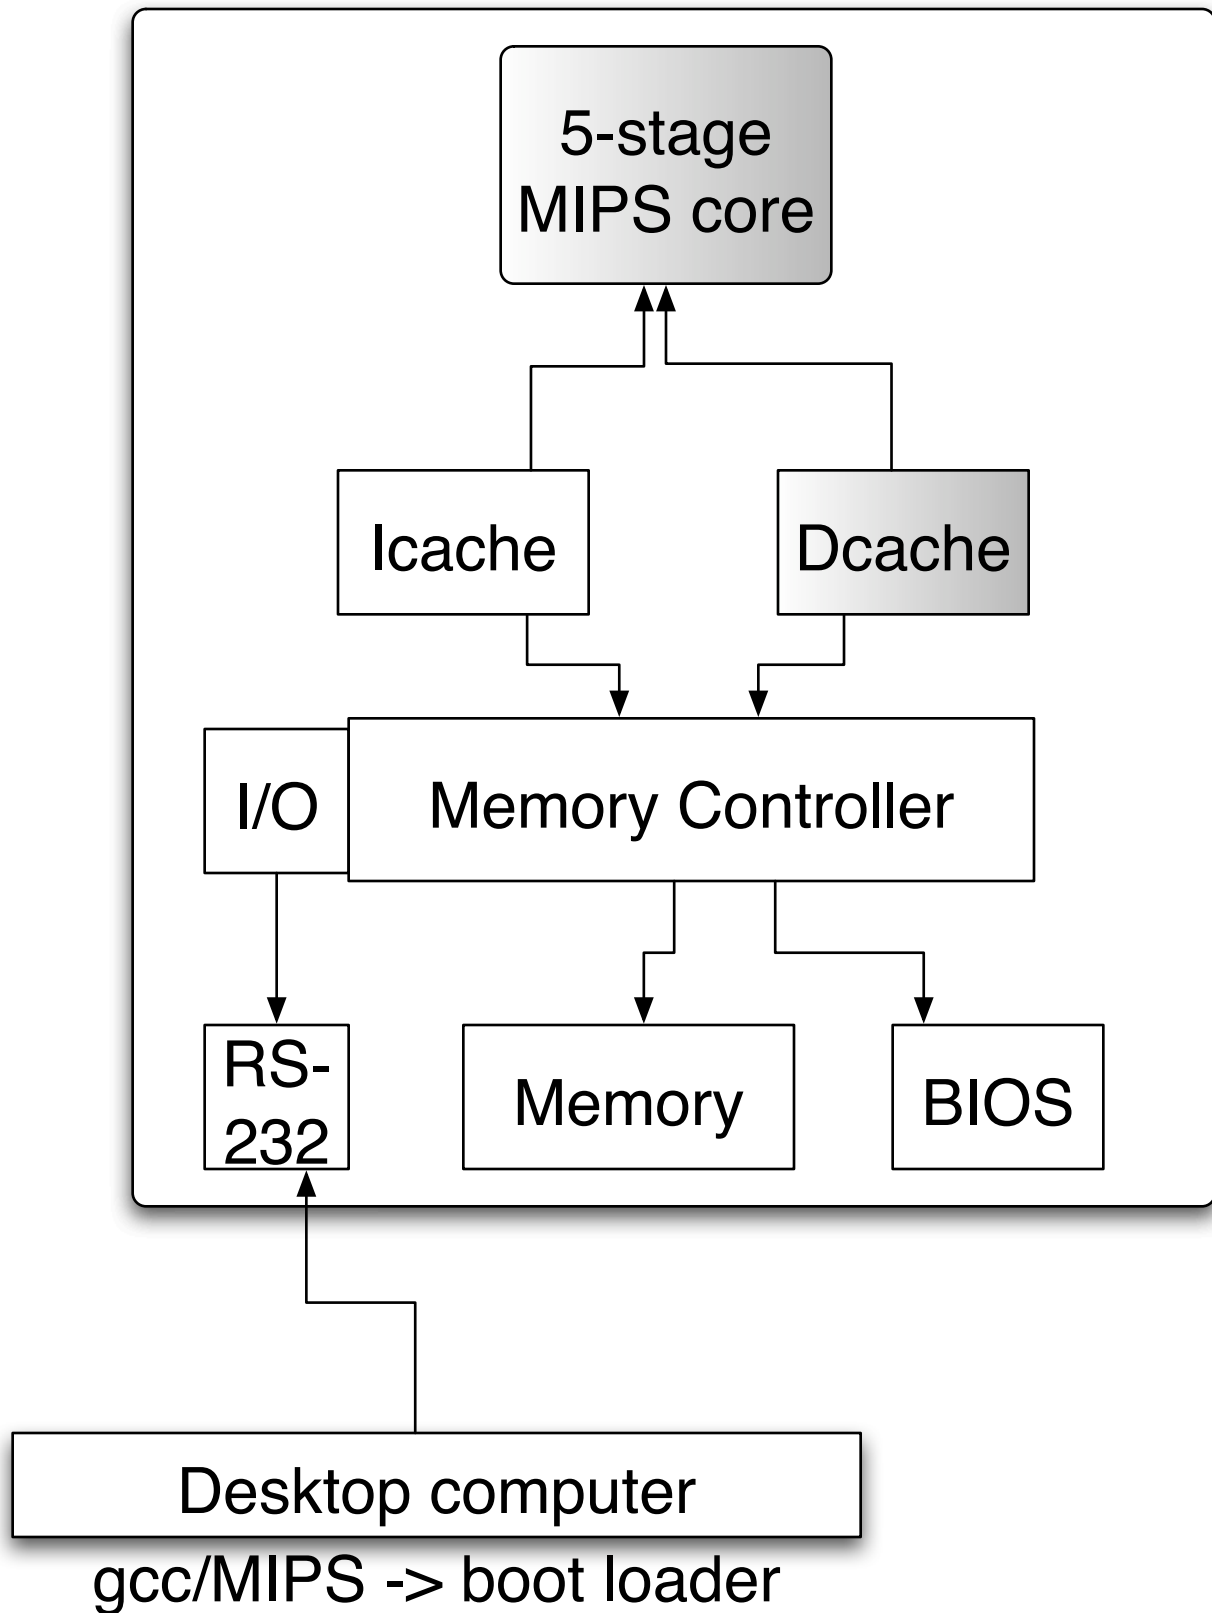 5-stage
MIPS core
Icache
Dcache
I/O
Memory Controller
RS-
232
Memory
BIOS
Desktop computer
gcc/MIPS -> boot loader